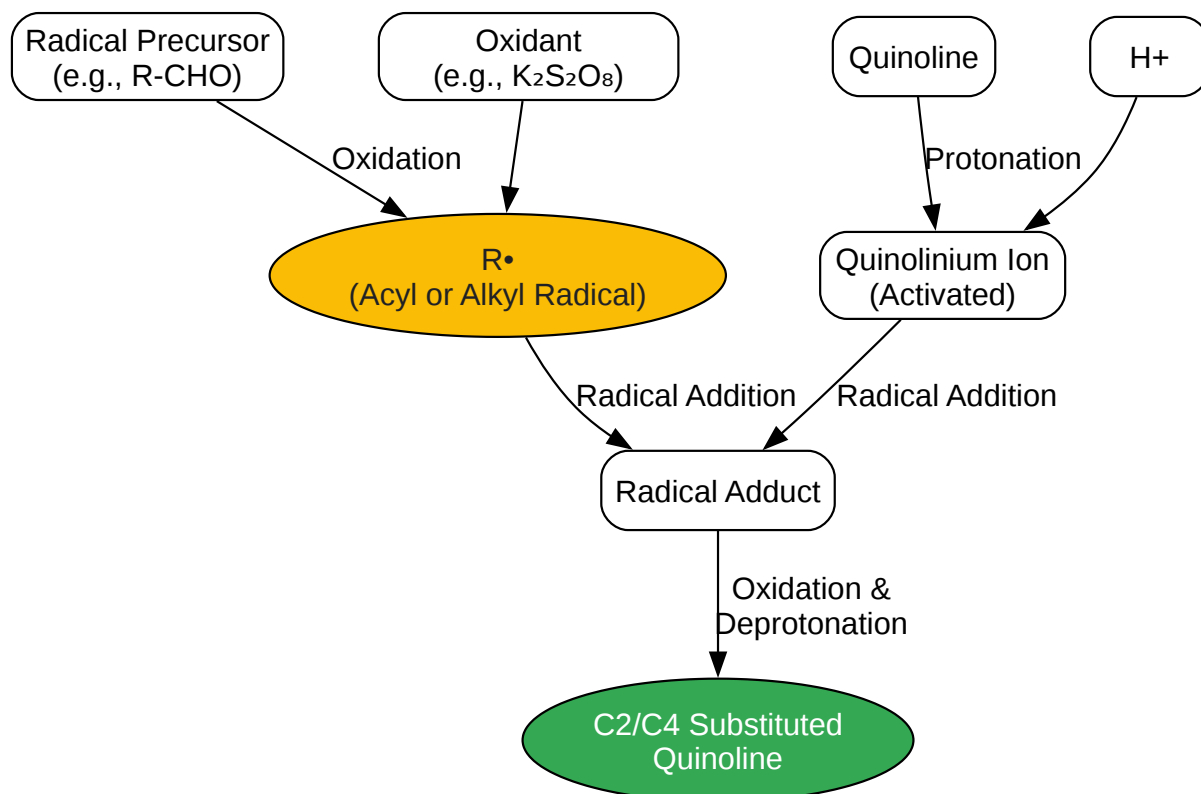 Radical Precursor
(e.g., R-CHO)
Oxidant
(e.g., K₂S₂O₈)
Quinoline
H+
Oxidation
Protonation
R•
(Acyl or Alkyl Radical)
Quinolinium Ion
(Activated)
Radical Addition
Radical Addition
Radical Adduct
Oxidation &
Deprotonation
C2/C4 Substituted
Quinoline